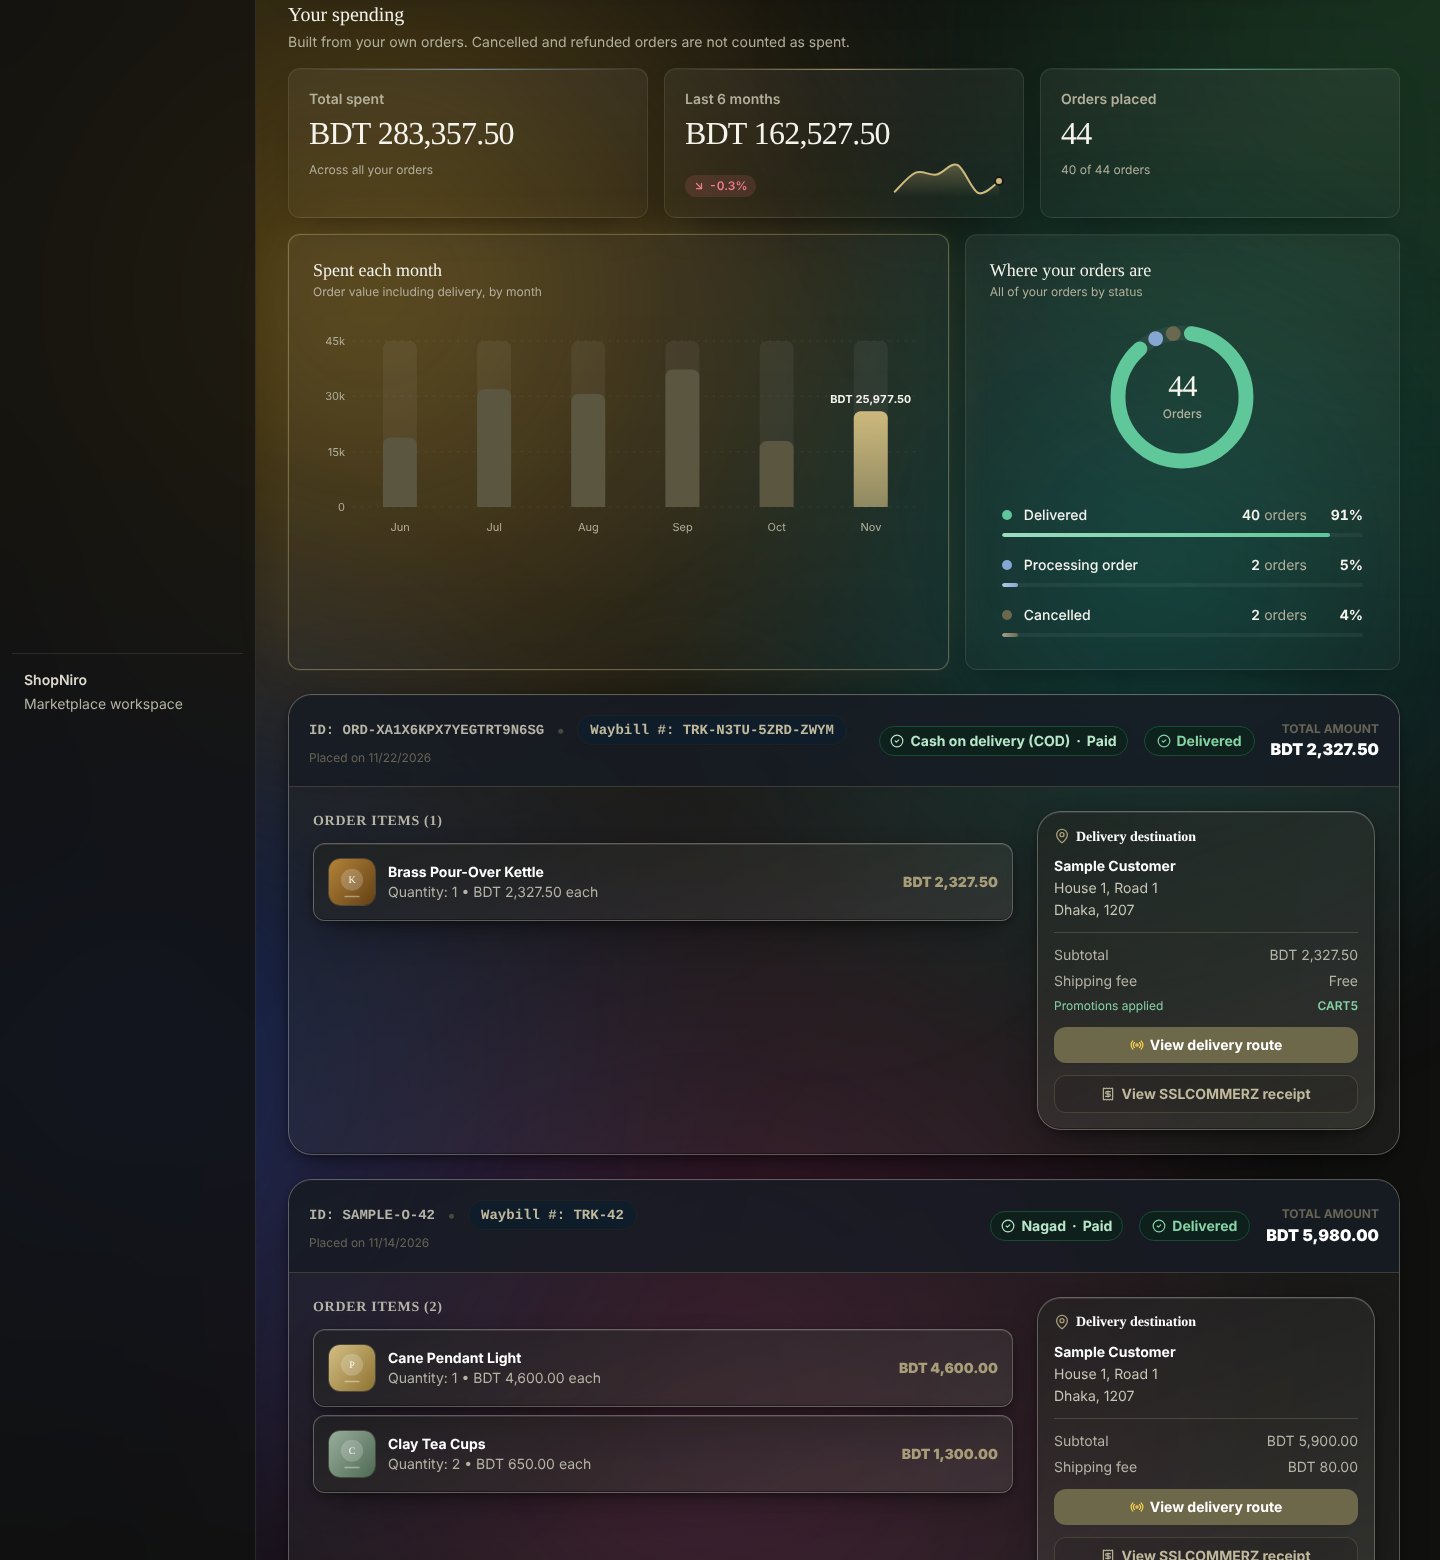 Your spending
Built from your own orders. Cancelled and refunded orders are not counted as spent.
Total spent
BDT 283,357.50
Across all your orders
Last 6 months
BDT 162,527.50
-0.3%
Orders placed
44
40 of 44 orders
Spent each month
Order value including delivery, by month
45k
30k
15k
0
BDT 25,977.50
Jun Jul Aug Sep Oct Nov
Where your orders are
All of your orders by status
44
Orders
Delivered 40 orders 91%
Processing order 2 orders 5%
Cancelled 2 orders 4%
ShopNiro
Marketplace workspace
ID: ORD-XA1X6KPX7YEGTRT9N6SG • Waybill #: TRK-N3TU-5ZRD-ZWYM
Placed on 11/22/2026
Cash on delivery (COD) · Paid
Delivered
TOTAL AMOUNT
BDT 2,327.50
ORDER ITEMS (1)
K
Brass Pour-Over Kettle
Quantity: 1 • BDT 2,327.50 each
BDT 2,327.50
Delivery destination
Sample Customer
House 1, Road 1
Dhaka, 1207
Subtotal BDT 2,327.50
Shipping fee Free
Promotions applied CART5
View delivery route
View SSLCOMMERZ receipt
ID: SAMPLE-O-42 • Waybill #: TRK-42
Placed on 11/14/2026
Nagad · Paid
Delivered
TOTAL AMOUNT
BDT 5,980.00
ORDER ITEMS (2)
P
Cane Pendant Light
Quantity: 1 • BDT 4,600.00 each
BDT 4,600.00
C
Clay Tea Cups
Quantity: 2 • BDT 650.00 each
BDT 1,300.00
Delivery destination
Sample Customer
House 1, Road 1
Dhaka, 1207
Subtotal BDT 5,900.00
Shipping fee BDT 80.00
View delivery route
View SSLCOMMERZ receipt